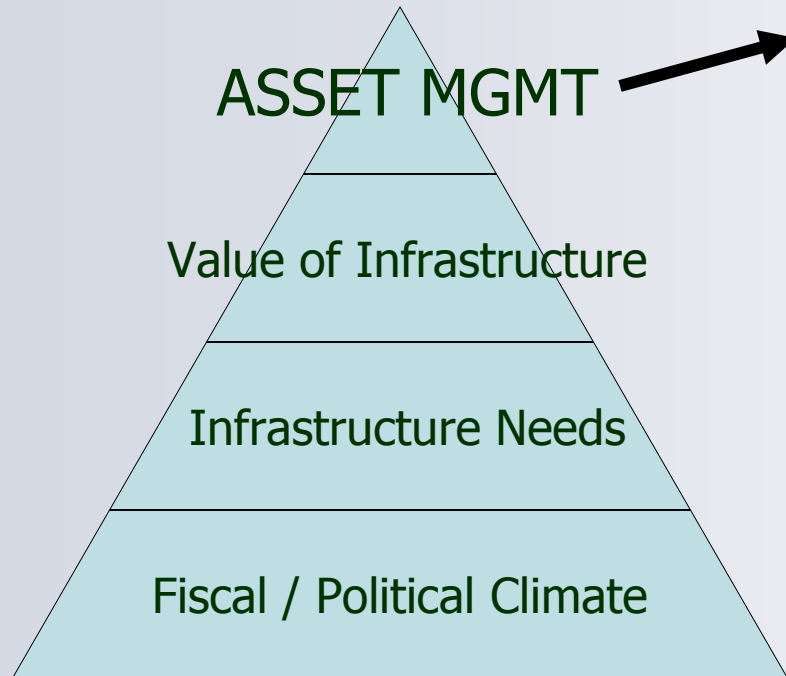 ASSET MGMT
Value of Infrastructure
Infrastructure Needs
Fiscal / Political Climate